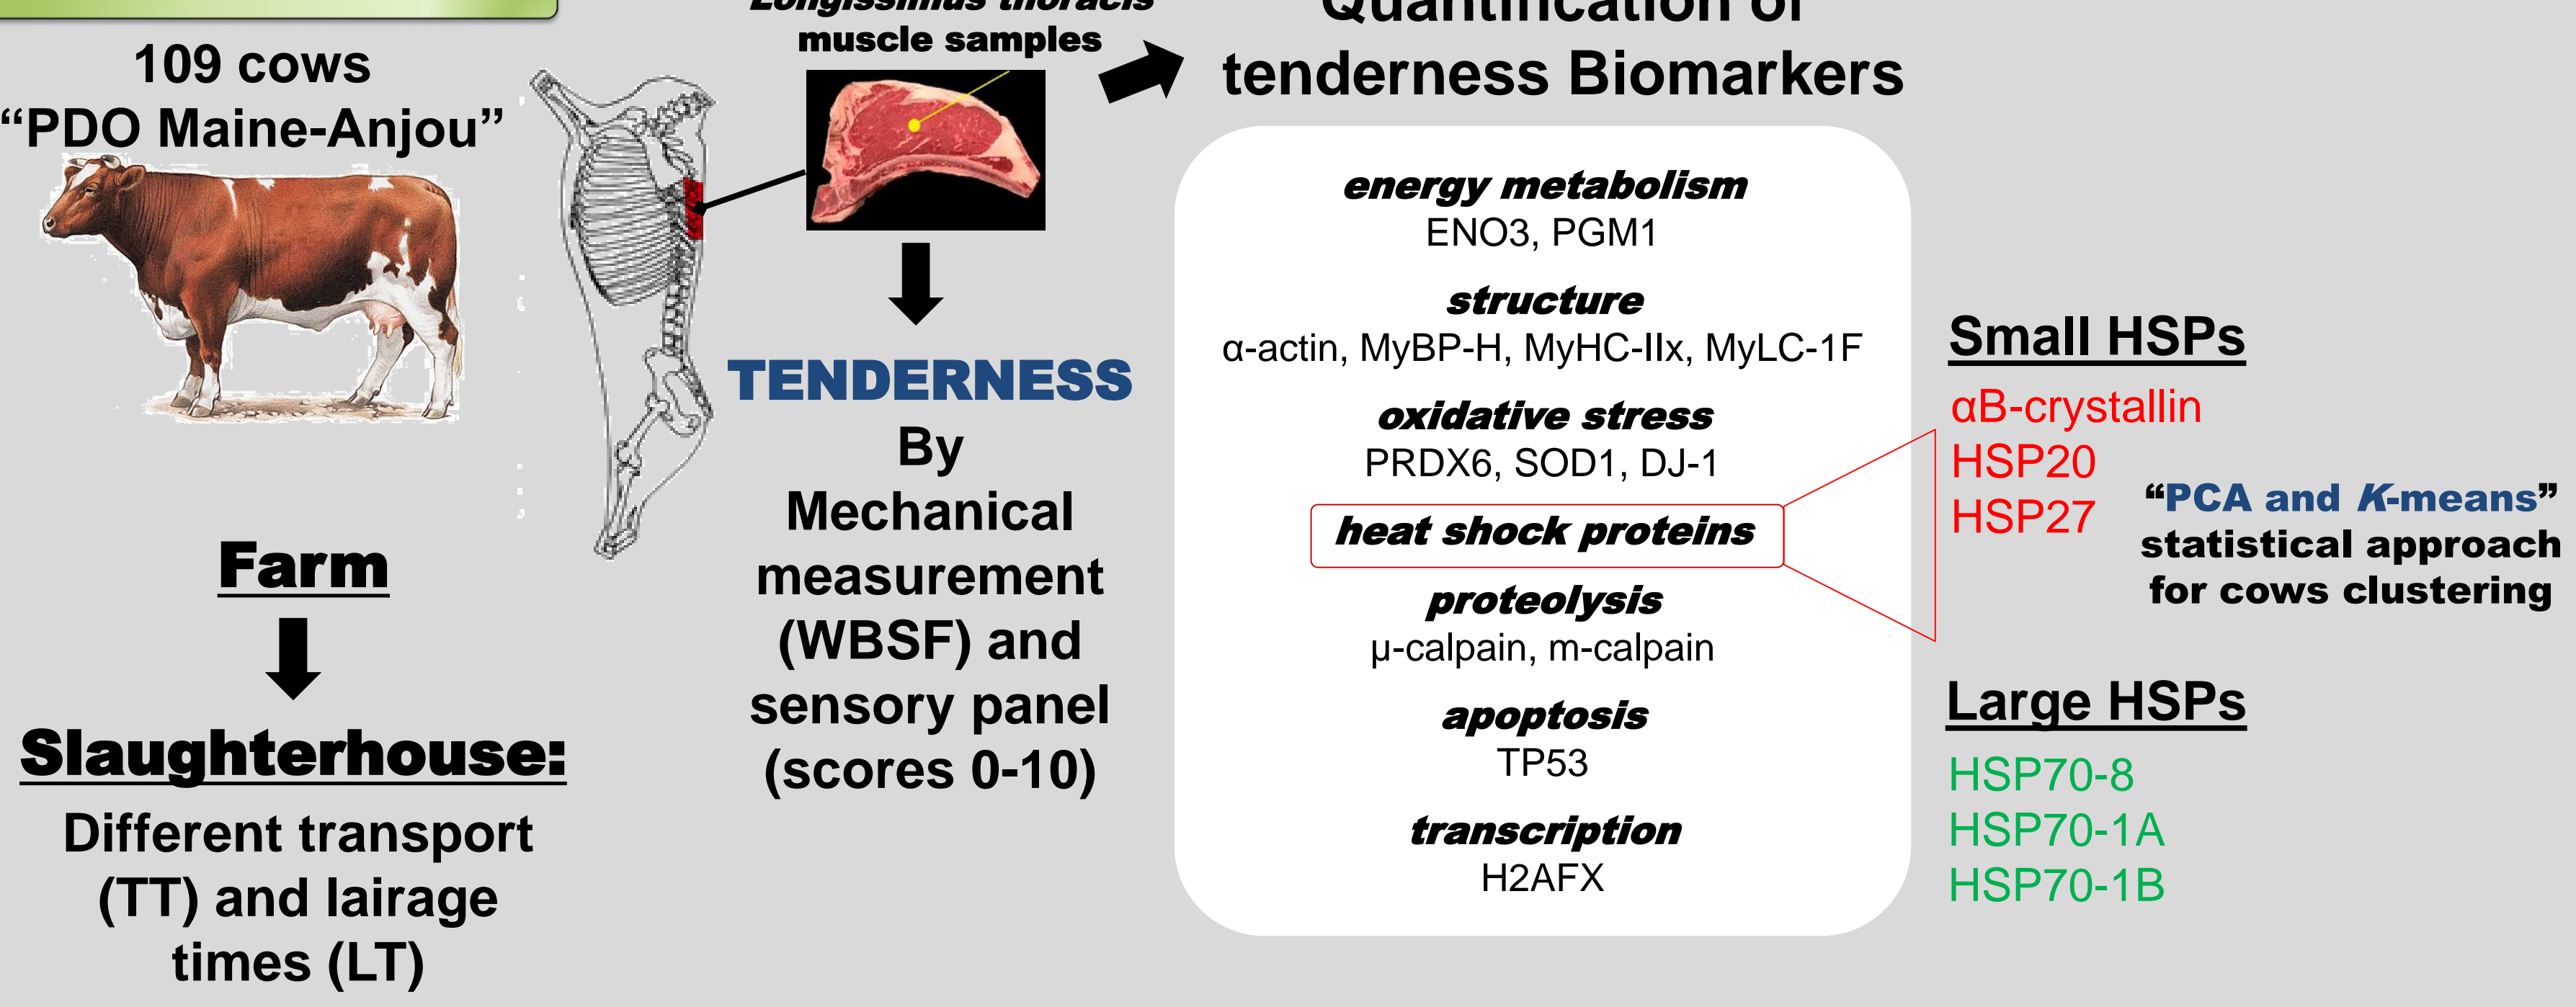 109 cows
“PDO Maine-Anjou”
Farm
Slaughterhouse:
Different transport
(TT) and lairage
times (LT)
Longissimus thoracis
muscle samples
TENDERNESS
By
Mechanical
measurement
(WBSF) and
sensory panel
(scores 0-10)
Quantification of
tenderness Biomarkers
energy metabolism
ENO3, PGM1
structure
α-actin, MyBP-H, MyHC-IIx, MyLC-1F
oxidative stress
PRDX6, SOD1, DJ-1
heat shock proteins
proteolysis
µ-calpain, m-calpain
apoptosis
TP53
transcription
H2AFX
Small HSPs
αB-crystallin
HSP20
HSP27
“PCA and K-means”
statistical approach
for cows clustering
Large HSPs
HSP70-8
HSP70-1A
HSP70-1B